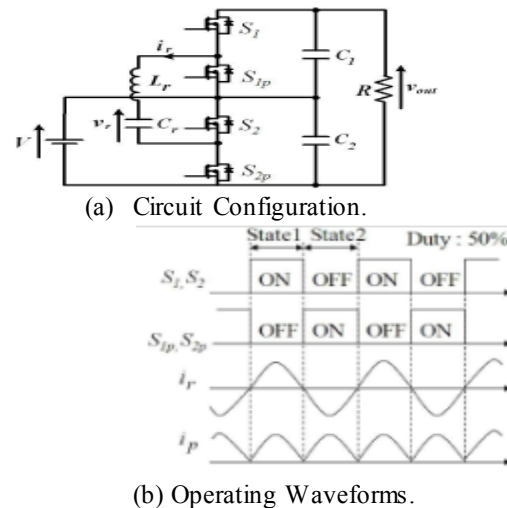 S1
ir
Lr
S1p
C1
R
vout
vr
Cr
S2
V
C2
S2p
(a) Circuit Configuration.
State1 State2 Duty : 50%
S1, S2 ON OFF ON OFF
S1p, S2p OFF ON OFF ON
ir
ip
(b) Operating Waveforms.